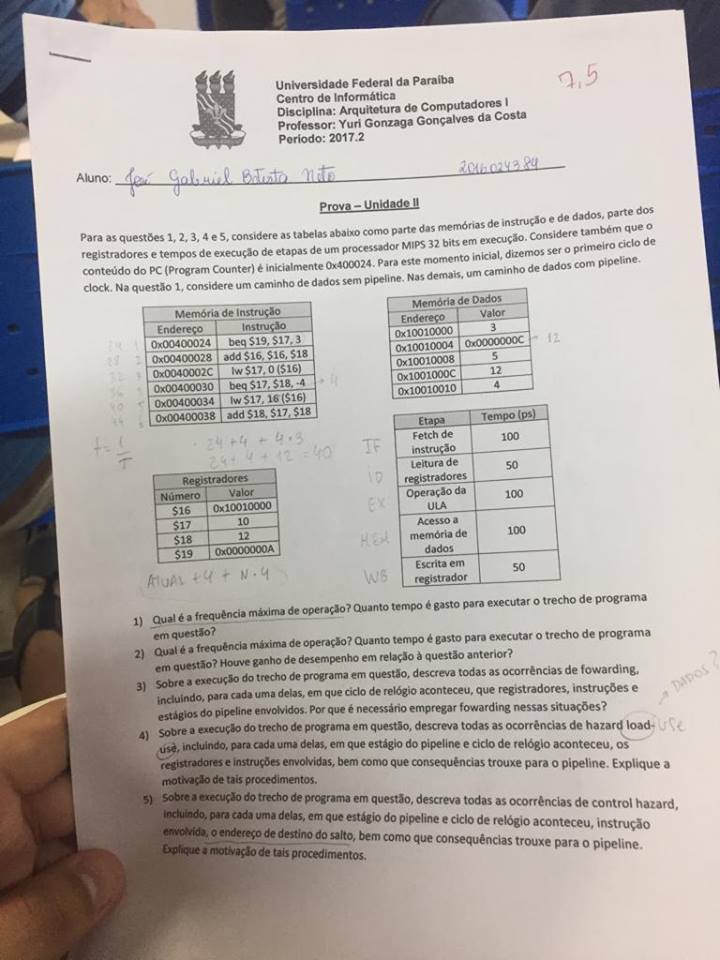 Universidade Federal da Paraíba
Centro de Informática
Disciplina: Arquitetura de Computadores I
Professor: Yuri Gonzaga Gonçalves da Costa
Período: 2017.2
7,5
Aluno: José Gabriel Batista Neto 2016024384
Prova – Unidade II
Para as questões 1, 2, 3, 4 e 5, considere as tabelas abaixo como parte das memórias de instrução e de dados, parte dos
registradores e tempos de execução de etapas de um processador MIPS 32 bits em execução. Considere também que o
conteúdo do PC (Program Counter) é inicialmente 0x400024. Para este momento inicial, dizemos ser o primeiro ciclo de
clock. Na questão 1, considere um caminho de dados sem pipeline. Nas demais, um caminho de dados com pipeline.
Memória de Instrução
Endereço Instrução
24 1 0x00400024 beq $19, $17, 3
28 2 0x00400028 add $16, $16, $18
32 3 0x0040002C lw $17, 0 ($16)
36 4 0x00400030 beq $17, $18, -4 → 4
40 5 0x00400034 lw $17, 16 ($16)
44 6 0x00400038 add $18, $17, $18
Memória de Dados
Endereço Valor
0x10010000 3
0x10010004 0x0000000C → 12
0x10010008 5
0x1001000C 12
0x10010010 4
f = 1/T
24 + 4 + 4·3
24 + 4 + 12 = 40
Registradores
Número Valor
$16 0x10010000
$17 10
$18 12
$19 0x0000000A
ATUAS + 4 + N·4
Etapa Tempo (ps)
IF Fetch de instrução 100
ID Leitura de registradores 50
EX Operação da ULA 100
MEM Acesso a memória de dados 100
WB Escrita em registrador 50
1) Qual é a frequência máxima de operação? Quanto tempo é gasto para executar o trecho de programa
em questão?
2) Qual é a frequência máxima de operação? Quanto tempo é gasto para executar o trecho de programa
em questão? Houve ganho de desempenho em relação à questão anterior?
3) Sobre a execução do trecho de programa em questão, descreva todas as ocorrências de fowarding,
incluindo, para cada uma delas, em que ciclo de relógio aconteceu, que registradores, instruções e
estágios do pipeline envolvidos. Por que é necessário empregar fowarding nessas situações?
→ DADOS?
4) Sobre a execução do trecho de programa em questão, descreva todas as ocorrências de hazard load-
USE
use, incluindo, para cada uma delas, em que estágio do pipeline e ciclo de relógio aconteceu, os
registradores e instruções envolvidas, bem como que consequências trouxe para o pipeline. Explique a
motivação de tais procedimentos.
5) Sobre a execução do trecho de programa em questão, descreva todas as ocorrências de control hazard,
incluindo, para cada uma delas, em que estágio do pipeline e ciclo de relógio aconteceu, instrução
envolvida, o endereço de destino do salto, bem como que consequências trouxe para o pipeline.
Explique a motivação de tais procedimentos.